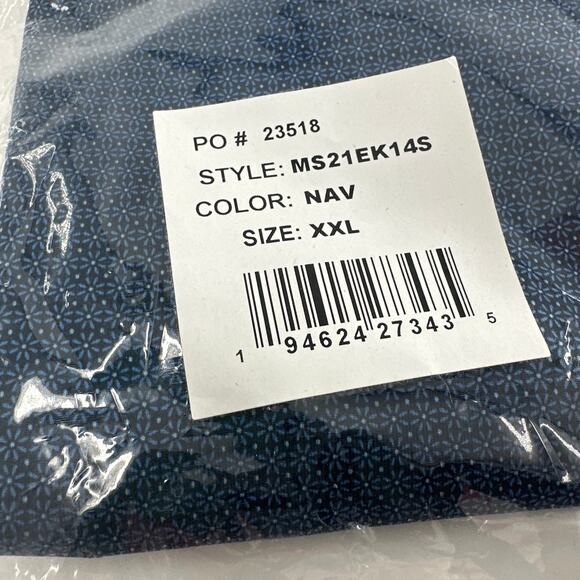 PO # 23518
STYLE: MS21EK14S
COLOR: NAV
SIZE: XXL
1 94624 27343 5